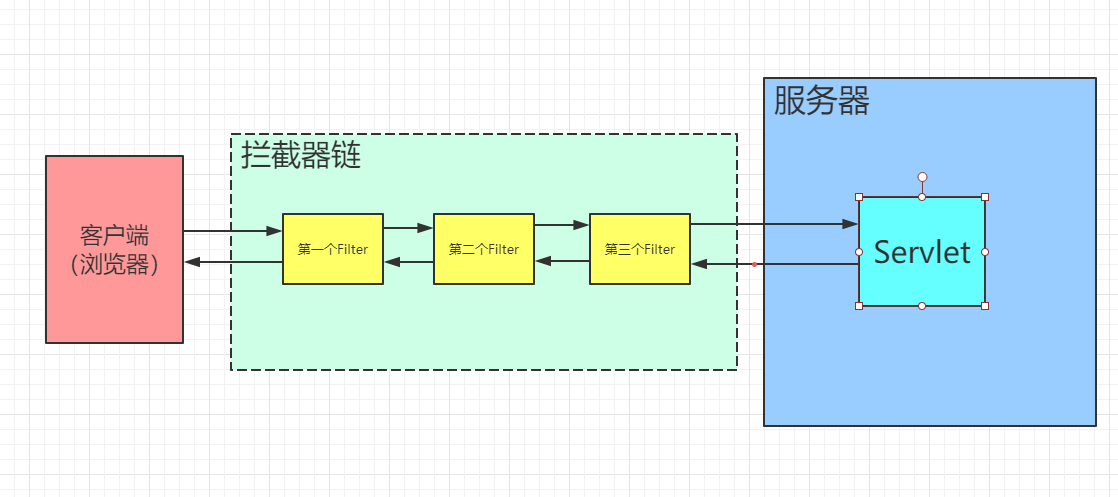 服务器
拦截器链
客户端
（浏览器）
第一个Filter
第二个Filter
第三个Filter
Servlet